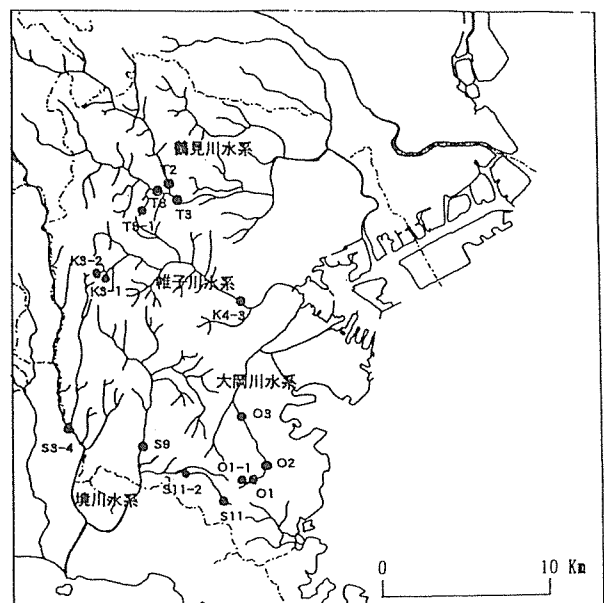 鶴見川水系
T2
T8
T3
T8-1
K3-2
K3-1
帷子川水系
K4-3
大岡川水系
O3
S3-4
S9
O1-1
O2
O1
S11-2
S11
境川水系
0
10 Km